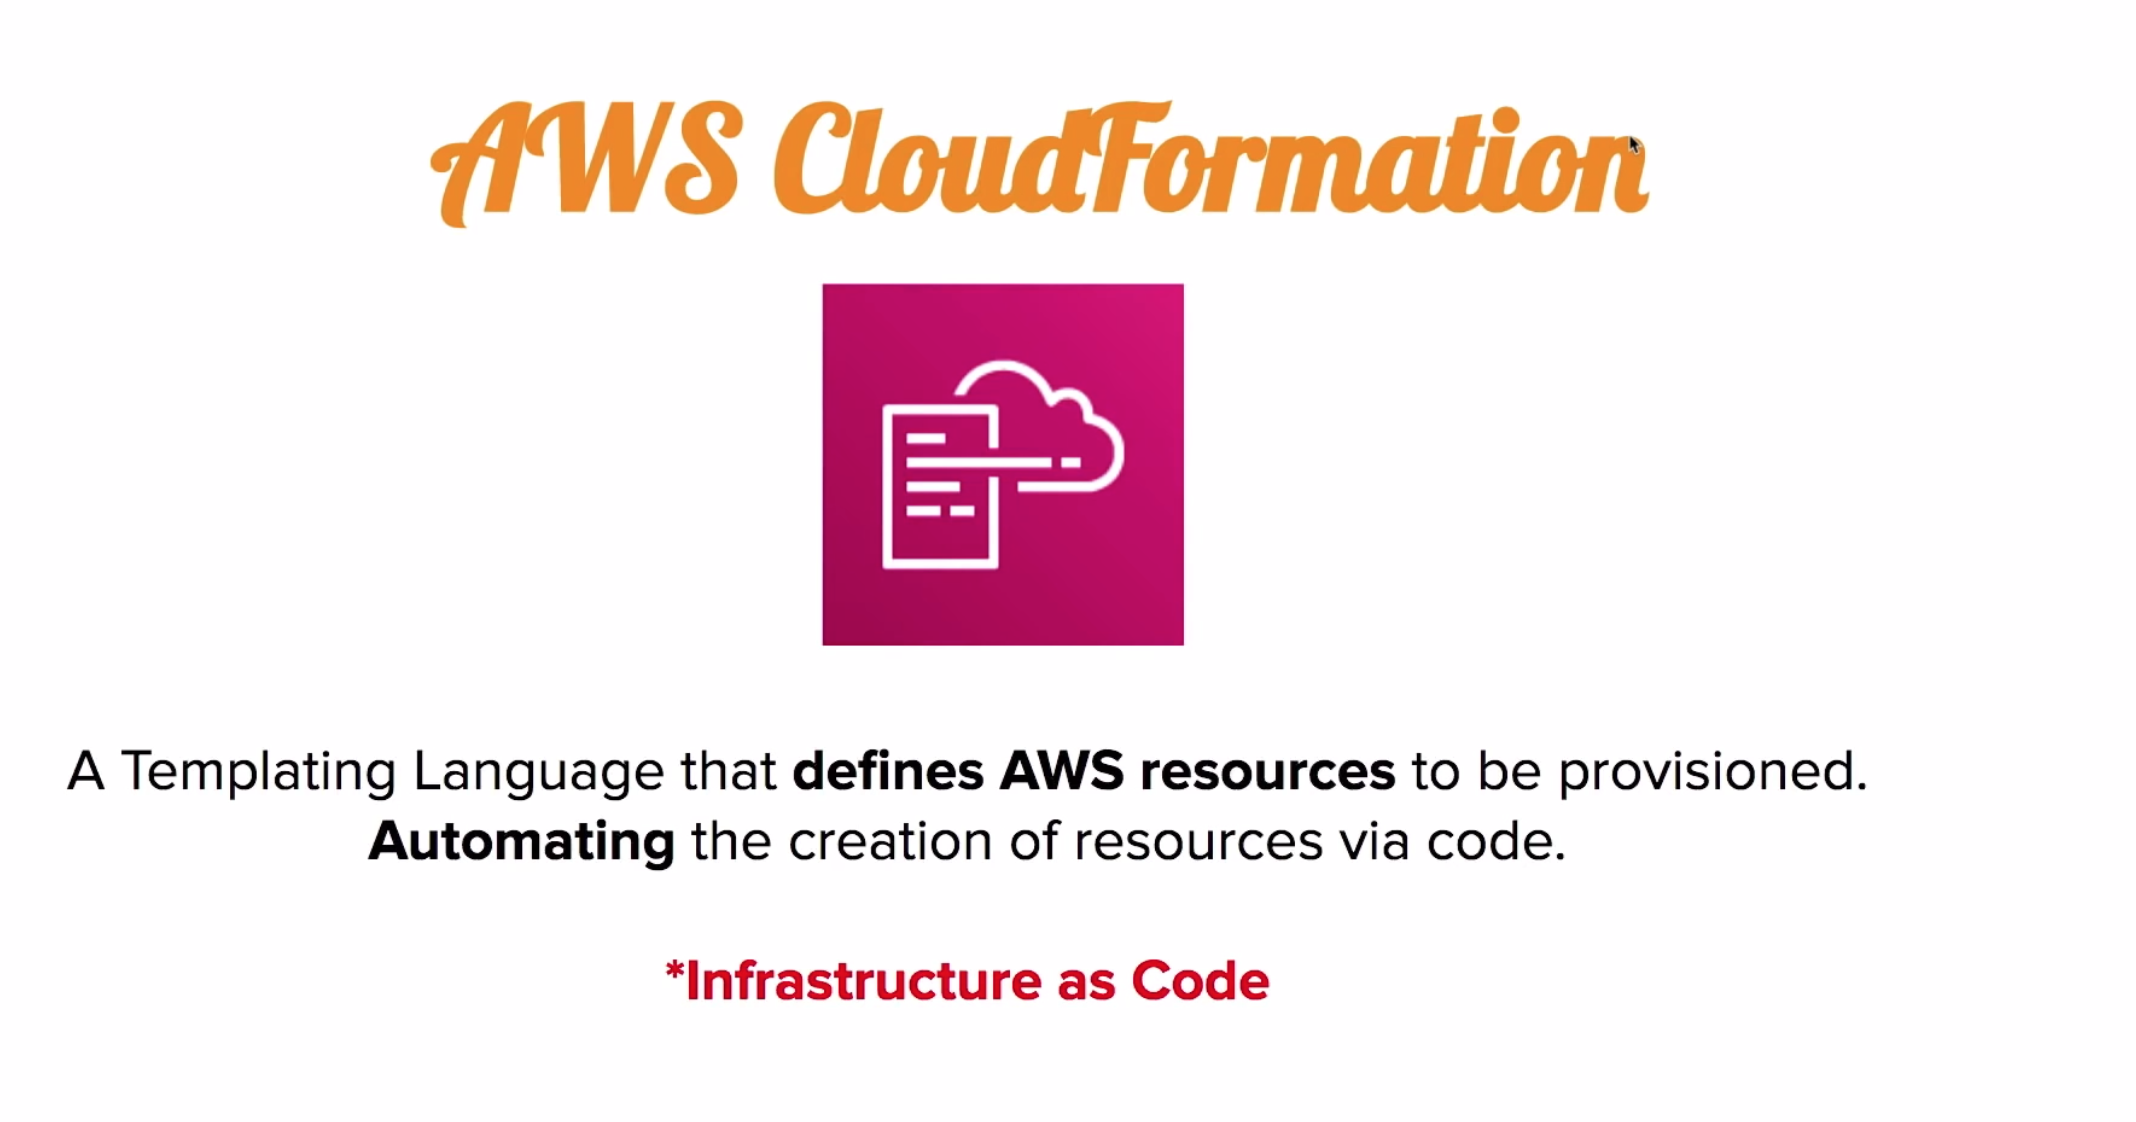 AWS CloudFormation
A Templating Language that defines AWS resources to be provisioned.
Automating the creation of resources via code.
*Infrastructure as Code